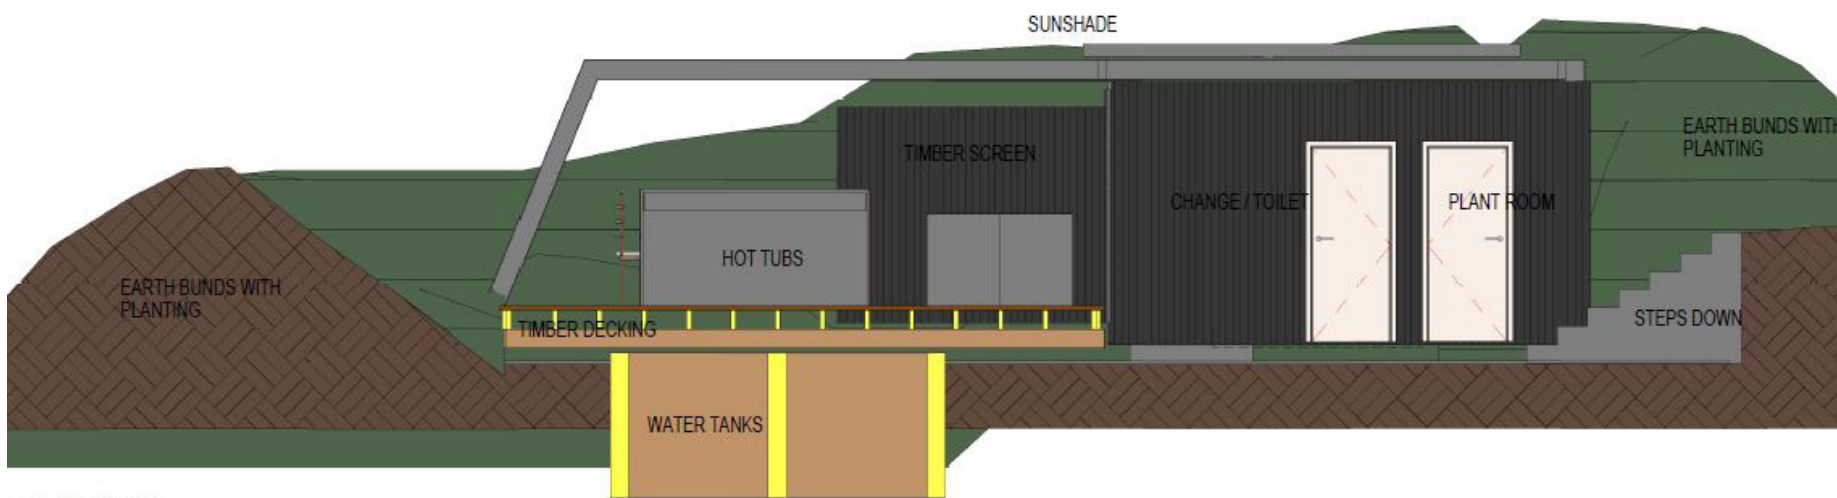 SUNSHADE
EARTH BUNDS WITH
PLANTING
TIMBER SCREEN
CHANGE / TOILET
PLANT ROOM
HOT TUBS
EARTH BUNDS WITH
PLANTING
TIMBER DECKING
STEPS DOWN
WATER TANKS